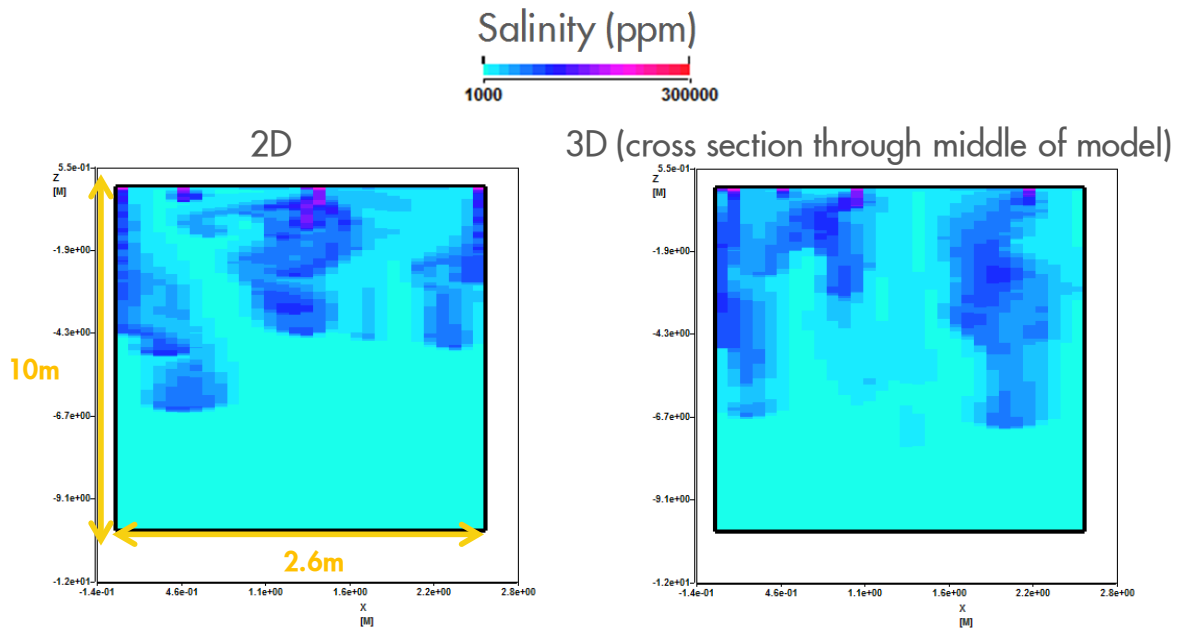 Salinity (ppm)
1000 300000
2D
3D (cross section through middle of model)
5.5e-01
Z
[M]
-1.9e+00
-4.3e+00
-6.7e+00
-9.1e+00
-1.2e+01
10m
2.6m
-1.4e-01 4.6e-01 1.1e+00 1.6e+00 2.2e+00 2.8e+00
X
[M]
5.5e-01
Z
[M]
-1.9e+00
-4.3e+00
-6.7e+00
-9.1e+00
-1.2e+01
-1.4e-01 4.6e-01 1.1e+00 1.6e+00 2.2e+00 2.8e+00
X
[M]